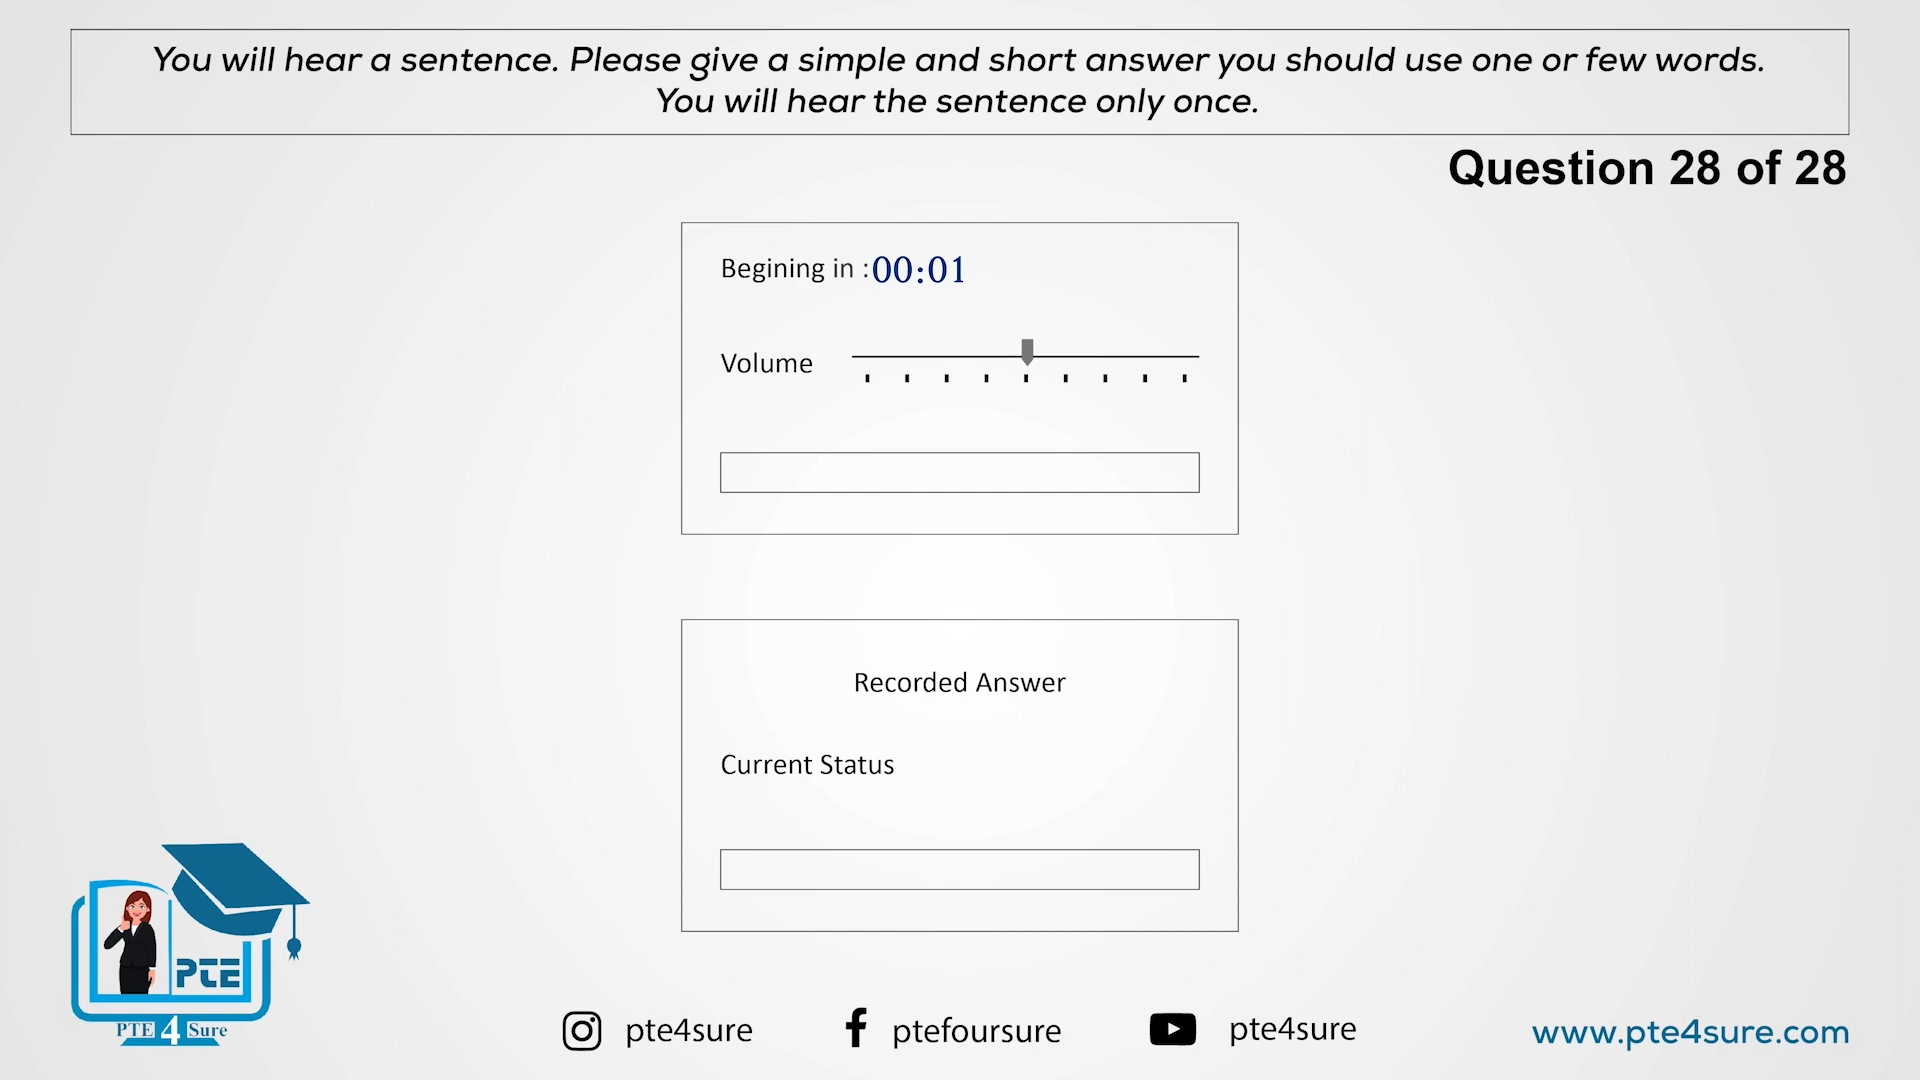 You will hear a sentence. Please give a simple and short answer you should use one or few words.
You will hear the sentence only once.
Question 28 of 28
Begining in : 00:01
Volume
Recorded Answer
Current Status
PTE
PTE 4 Sure
pte4sure
ptefoursure
pte4sure
www.pte4sure.com